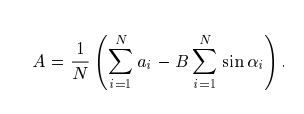 A = \frac{1}{N} \left( \sum_{i=1}^{N} a_i - B \sum_{i=1}^{N} \sin \alpha_i \right).